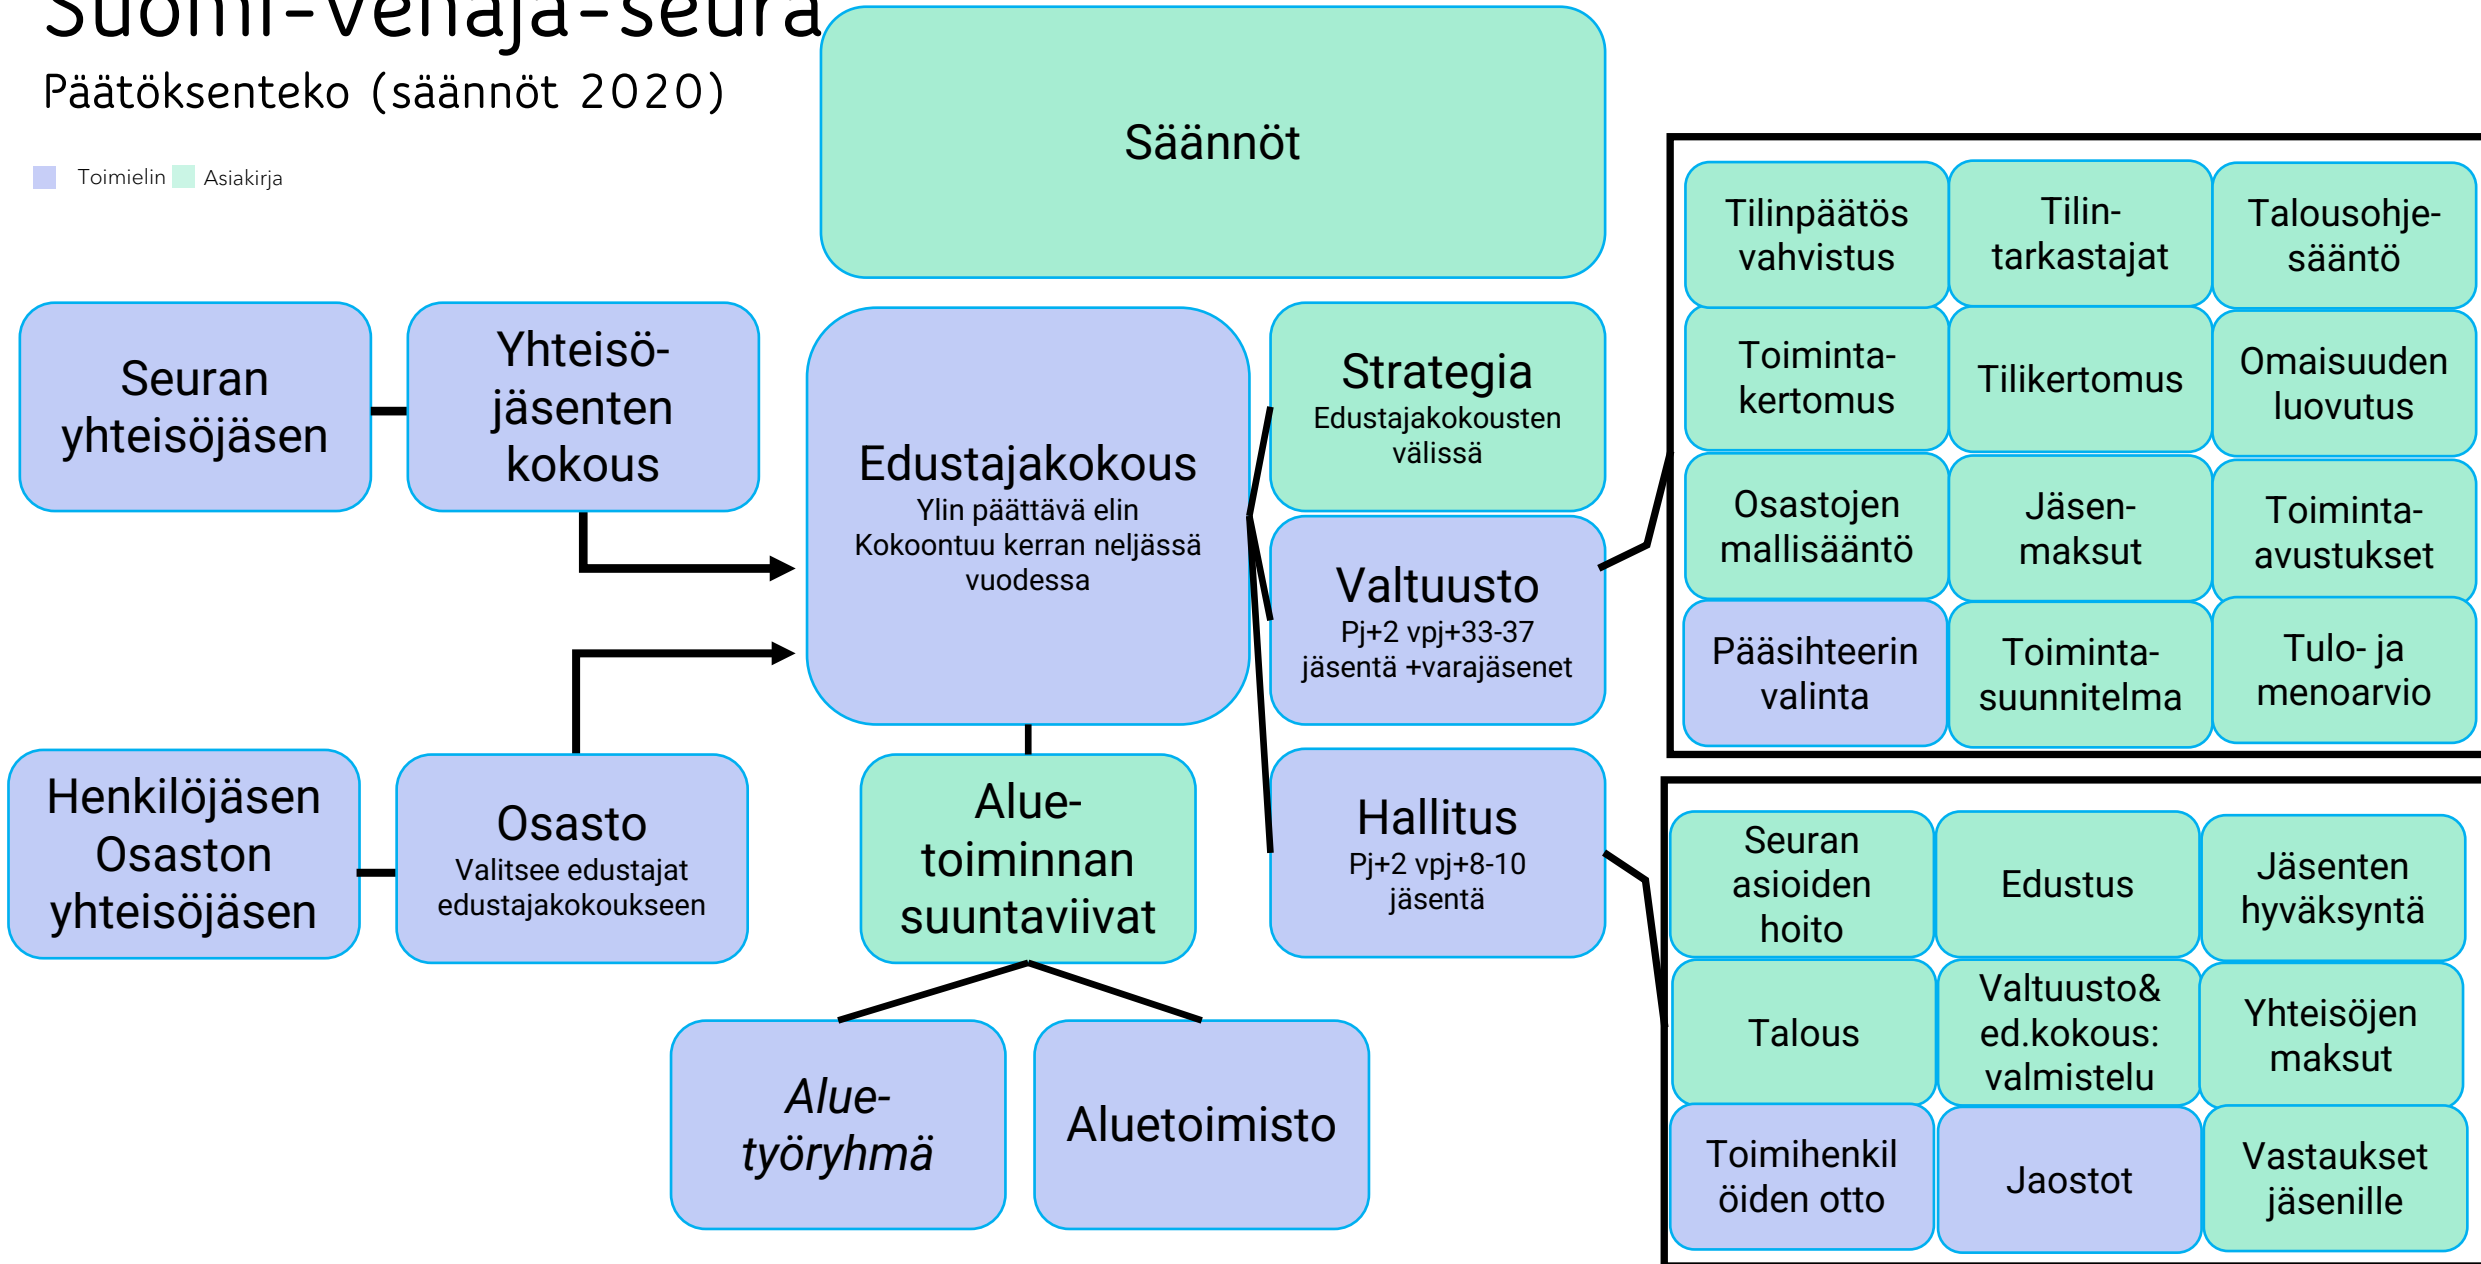 Suomi-Venäjä-seura
Päätöksenteko (säännöt 2020)
Toimielin
Asiakirja
Säännöt
Seuran
yhteisöjäsen
Yhteisö-
jäsenten
kokous
Edustajakokous
Ylin päättävä elin
Kokoontuu kerran neljässä
vuodessa
Strategia
Edustajakokousten
välissä
Valtuusto
Pj+2 vpj+33-37
jäsentä +varajäsenet
Hallitus
Pj+2 vpj+8-10
jäsentä
Henkilöjäsen
Osaston
yhteisöjäsen
Osasto
Valitsee edustajat
edustajakokoukseen
Alue-
toiminnan
suuntaviivat
Alue-
työryhmä
Aluetoimisto
Tilinpäätös
vahvistus
Tilin-
tarkastajat
Talousohje-
sääntö
Toiminta-
kertomus
Tilikertomus
Omaisuuden
luovutus
Osastojen
mallisääntö
Jäsen-
maksut
Toiminta-
avustukset
Pääsihteerin
valinta
Toiminta-
suunnitelma
Tulo- ja
menoarvio
Seuran
asioiden
hoito
Edustus
Jäsenten
hyväksyntä
Talous
Valtuusto&
ed.kokous:
valmistelu
Yhteisöjen
maksut
Toimihenkil
öiden otto
Jaostot
Vastaukset
jäsenille